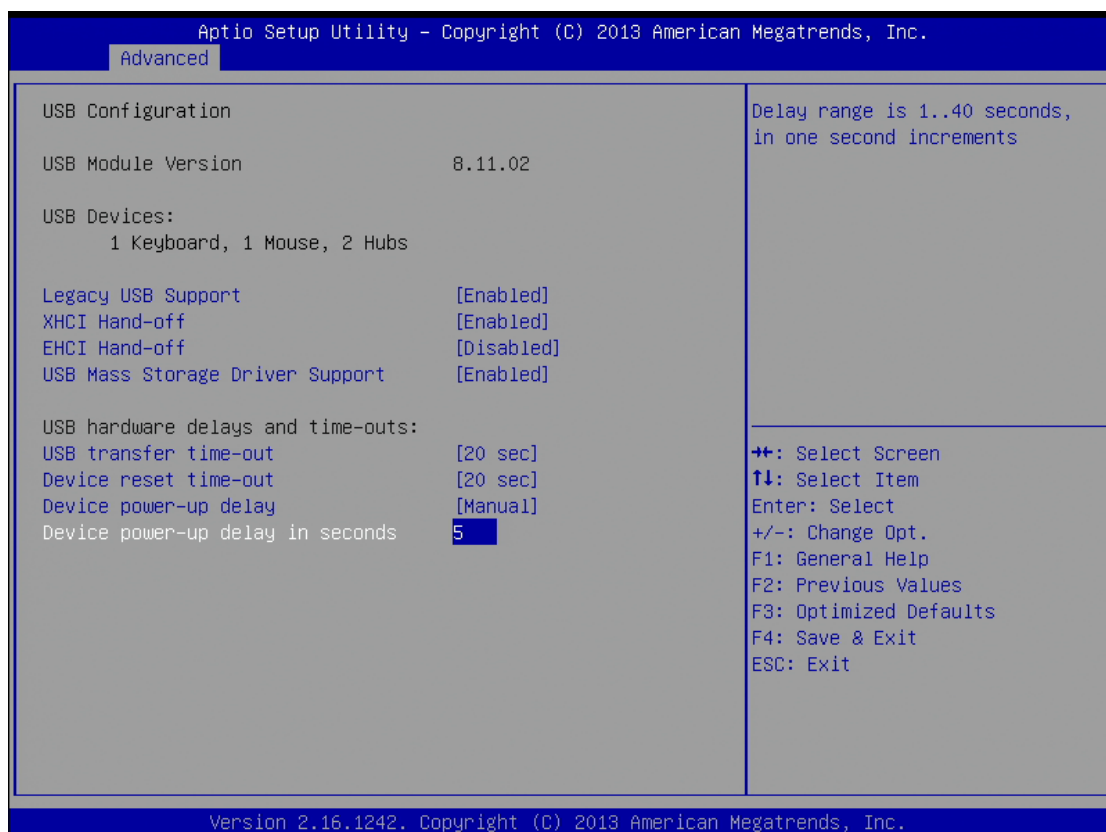 Aptio Setup Utility – Copyright (C) 2013 American Megatrends, Inc.
Advanced
USB Configuration
USB Module Version 8.11.02
USB Devices:
1 Keyboard, 1 Mouse, 2 Hubs
Legacy USB Support [Enabled]
XHCI Hand-off [Enabled]
EHCI Hand-off [Disabled]
USB Mass Storage Driver Support [Enabled]
USB hardware delays and time-outs:
USB transfer time-out [20 sec]
Device reset time-out [20 sec]
Device power-up delay [Manual]
Device power-up delay in seconds 5
Delay range is 1..40 seconds,
in one second increments
→←: Select Screen
↑↓: Select Item
Enter: Select
+/-: Change Opt.
F1: General Help
F2: Previous Values
F3: Optimized Defaults
F4: Save & Exit
ESC: Exit
Version 2.16.1242. Copyright (C) 2013 American Megatrends, Inc.